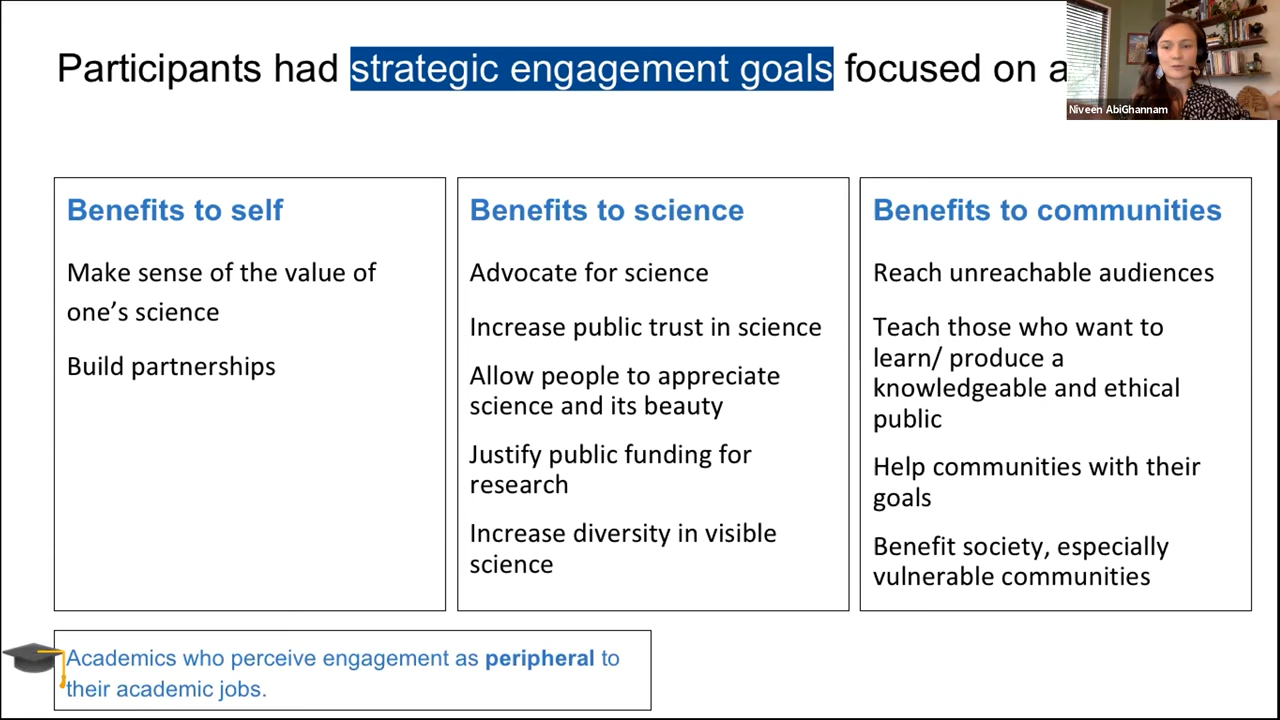 Participants had strategic engagement goals focused on a
Niveen AbiGhannam
Benefits to self
Make sense of the value of
one’s science
Build partnerships
Benefits to science
Advocate for science
Increase public trust in science
Allow people to appreciate
science and its beauty
Justify public funding for
research
Increase diversity in visible
science
Benefits to communities
Reach unreachable audiences
Teach those who want to
learn/ produce a
knowledgeable and ethical
public
Help communities with their
goals
Benefit society, especially
vulnerable communities
Academics who perceive engagement as peripheral to
their academic jobs.